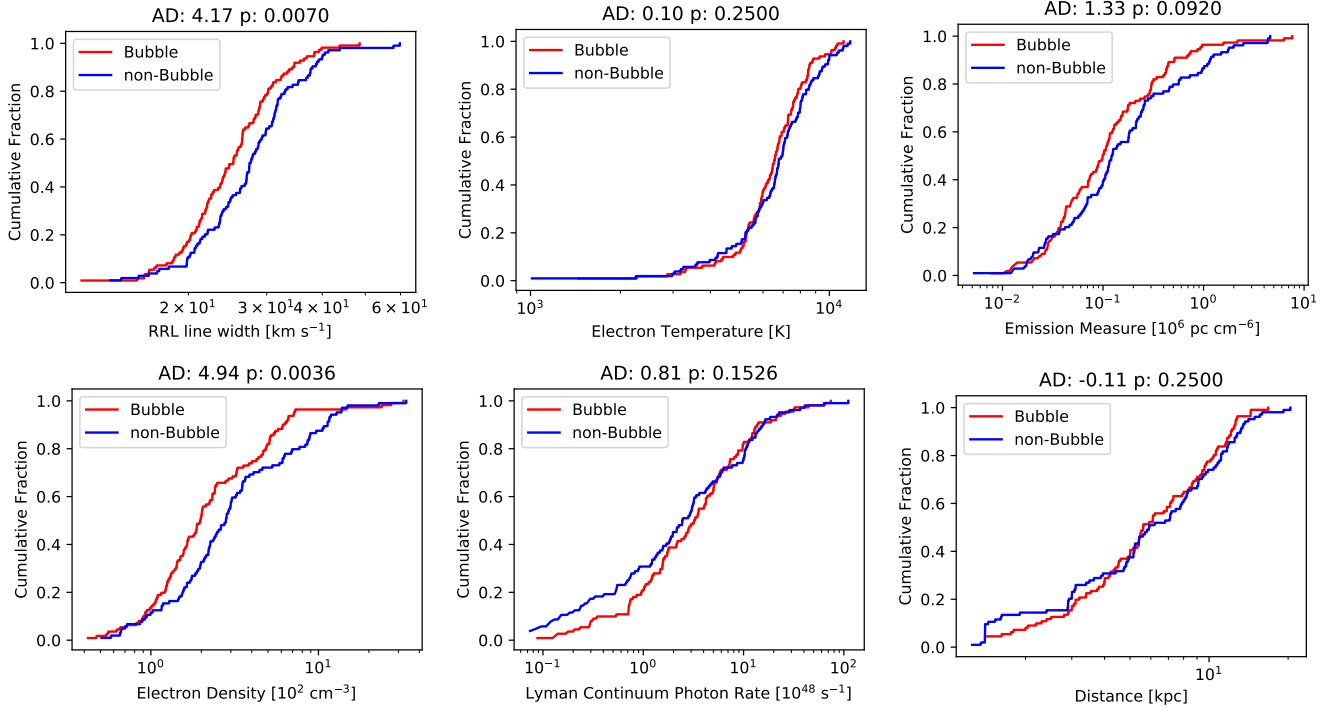 AD: 4.17 p: 0.0070
AD: 0.10 p: 0.2500
AD: 1.33 p: 0.0920
Bubble
non-Bubble
Cumulative Fraction
1.0
0.8
0.6
0.4
0.2
0.0
2 × 10¹
3 × 10¹
4 × 10¹
6 × 10¹
RRL line width [km s⁻¹]
Bubble
non-Bubble
Cumulative Fraction
1.0
0.8
0.6
0.4
0.2
0.0
10³
10⁴
Electron Temperature [K]
Bubble
non-Bubble
Cumulative Fraction
1.0
0.8
0.6
0.4
0.2
0.0
10⁻²
10⁻¹
10⁰
10¹
Emission Measure [10⁶ pc cm⁻⁶]
AD: 4.94 p: 0.0036
AD: 0.81 p: 0.1526
AD: -0.11 p: 0.2500
Bubble
non-Bubble
Cumulative Fraction
1.0
0.8
0.6
0.4
0.2
0.0
10⁰
10¹
Electron Density [10² cm⁻³]
Bubble
non-Bubble
Cumulative Fraction
1.0
0.8
0.6
0.4
0.2
0.0
10⁻¹
10⁰
10¹
10²
Lyman Continuum Photon Rate [10⁴⁸ s⁻¹]
Bubble
non-Bubble
Cumulative Fraction
1.0
0.8
0.6
0.4
0.2
0.0
10¹
Distance [kpc]